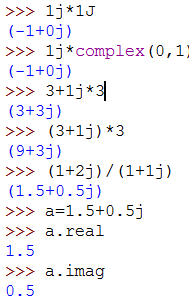 >>> 1j*1J
(-1+0j)
>>> 1j*complex(0,1)
(-1+0j)
>>> 3+1j*3
(3+3j)
>>> (3+1j)*3
(9+3j)
>>> (1+2j)/(1+1j)
(1.5+0.5j)
>>> a=1.5+0.5j
>>> a.real
1.5
>>> a.imag
0.5